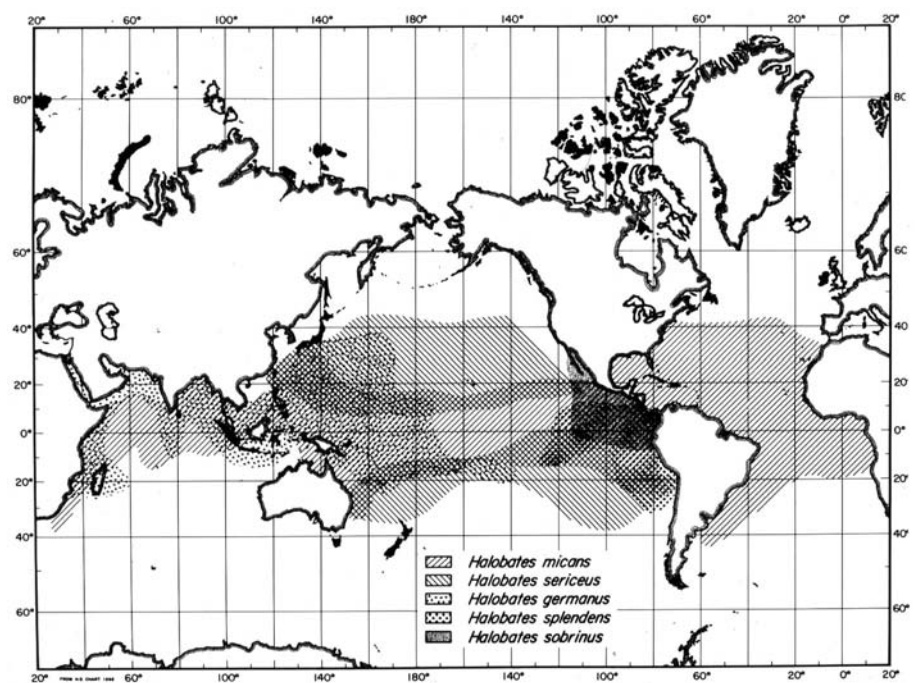 20° 60° 100° 140° 180° 140° 100° 60° 20° 0° 20°
80° 80
60° 60°
40° 40
20° 20°
0° 0°
20° 20°
40° 40°
Halobates micans
Halobates sericeus
Halobates germanus
Halobates splendens
Halobates sobrinus
60° 60°
20° 60° 100° 140° 180° 140° 100° 60° 20° 0° 20°